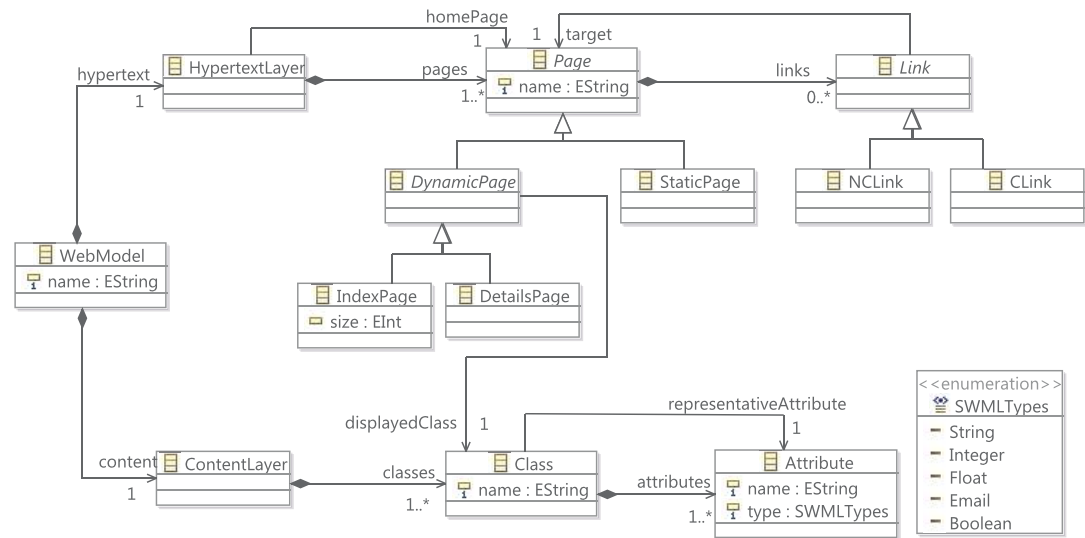 homePage
1
1 target
HypertextLayer
Page
Link
hypertext
1
pages
1..*
name : EString
links
0..*
DynamicPage
StaticPage
NCLink
CLink
WebModel
name : EString
IndexPage
size : EInt
DetailsPage
<<enumeration>>
SWMLTypes
String
Integer
Float
Email
Boolean
displayedClass 1
representativeAttribute
1
content
1
ContentLayer
classes
1..*
Class
name : EString
attributes
1..*
Attribute
name : EString
type : SWMLTypes